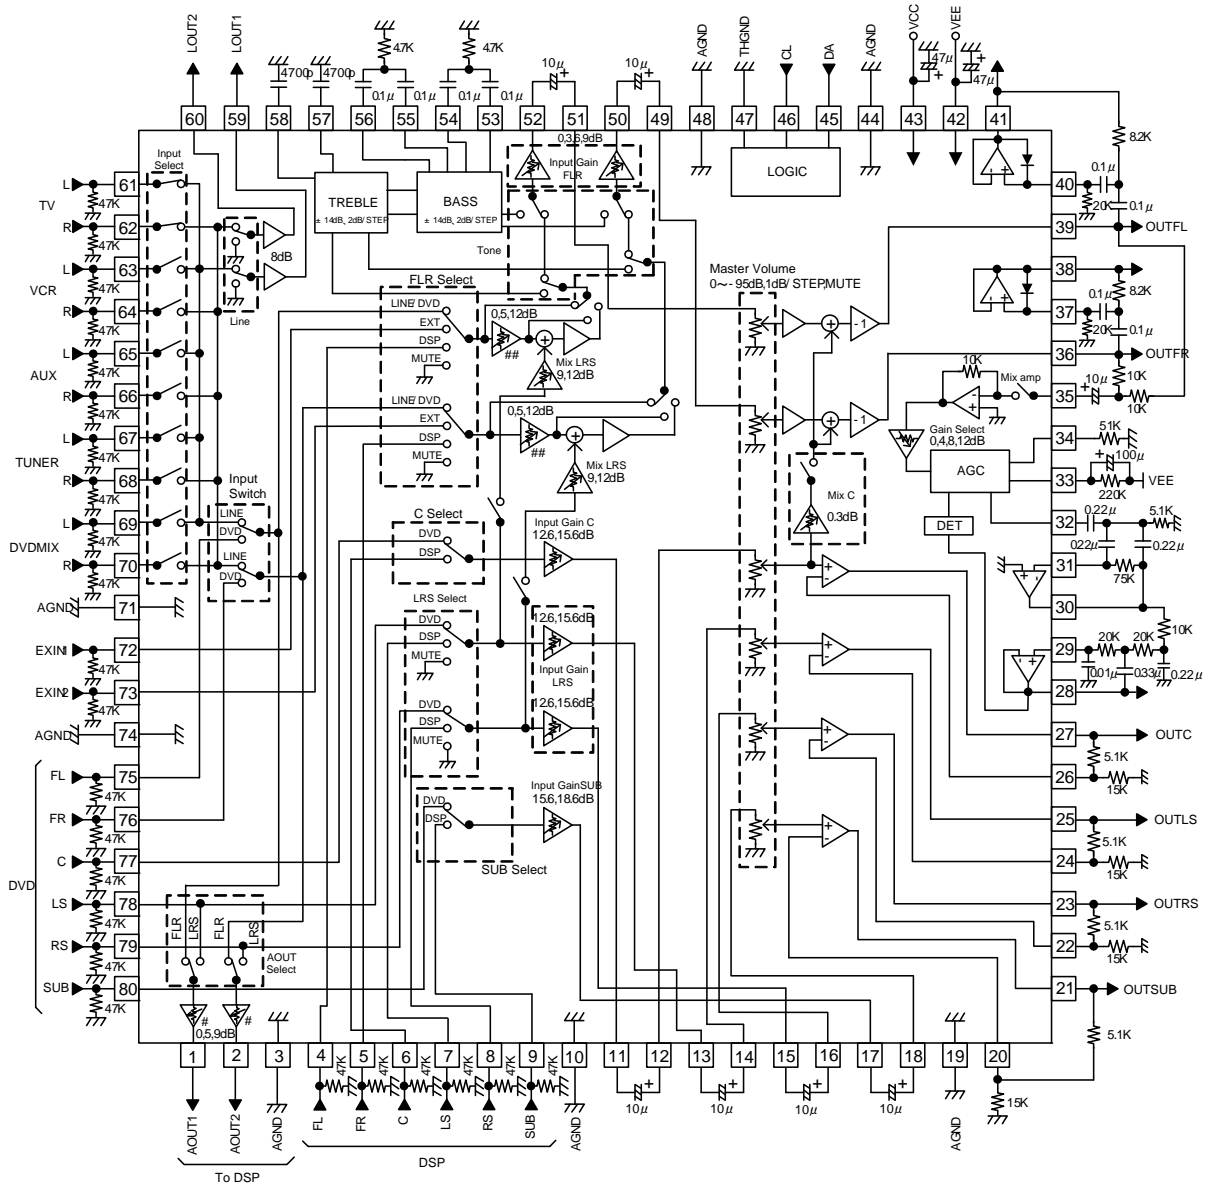 LOUT2
LOUT1
4700p
4700p
4.7K
4.7K
0.1μ
0.1μ
0.1μ
0.1μ
10μ
10μ
AGND
THGND
CL
DA
AGND
VCC
47μ
VEE
47μ
60
59
58
57
56
55
54
53
52
51
50
49
48
47
46
45
44
43
42
41
Input
Select
TV
L
47K
61
R
47K
62
VCR
L
47K
63
R
47K
64
AUX
L
47K
65
R
47K
66
TUNER
L
47K
67
R
47K
68
DVDMIX
L
47K
69
R
47K
70
AGND
71
EXIN1
47K
72
EXIN2
47K
73
AGND
74
DVD
FL
47K
75
FR
47K
76
C
47K
77
LS
47K
78
RS
47K
79
SUB
47K
80
8dB
Line
TREBLE
± 14dB, 2dB/ STEP
BASS
± 14dB, 2dB/ STEP
0,3,6,9dB
Input Gain
FLR
Tone
LOGIC
FLR Select
LINE/ DVD
EXT
DSP
MUTE
0,5,12dB
##
Mix LRS
9,12dB
LINE/ DVD
EXT
DSP
MUTE
0,5,12dB
##
Mix LRS
9,12dB
Input
Switch
LINE
DVD
LINE
DVD
C Select
DVD
DSP
Input Gain C
12.6,15.6dB
LRS Select
DVD
DSP
MUTE
DVD
DSP
MUTE
12.6,15.6dB
Input Gain
LRS
12.6,15.6dB
DVD
DSP
SUB Select
Input GainSUB
15.6,18.6dB
Master Volume
0～- 95dB,1dB/ STEP,MUTE
- 1
- 1
Mix C
0.3dB
+
-
+
-
+
-
+
-
+
-
FLR
LRS
FLR
LRS
AOUT
Select
#
#
0,5,9dB
8.2K
0.1μ
20K
0.1μ
40
39
OUTFL
38
8.2K
0.1μ
20K
0.1μ
37
36
OUTFR
10K
10K
Mix amp
10μ
35
10K
Gain Select
0,4,8,12dB
AGC
DET
34
51K
100μ
33
220K
VEE
32
0.22μ
5.1K
0.22μ
0.22μ
31
75K
30
10K
29
20K
20K
0.01μ
0.33μ
0.22μ
28
27
OUTC
5.1K
26
15K
25
OUTLS
5.1K
24
15K
23
OUTRS
5.1K
22
15K
21
OUTSUB
5.1K
1
2
3
4
5
6
7
8
9
10
11
12
13
14
15
16
17
18
19
20
AOUT1
AOUT2
AGND
To DSP
FL
47K
FR
47K
C
47K
LS
47K
RS
47K
SUB
47K
AGND
DSP
10μ
10μ
10μ
10μ
AGND
15K